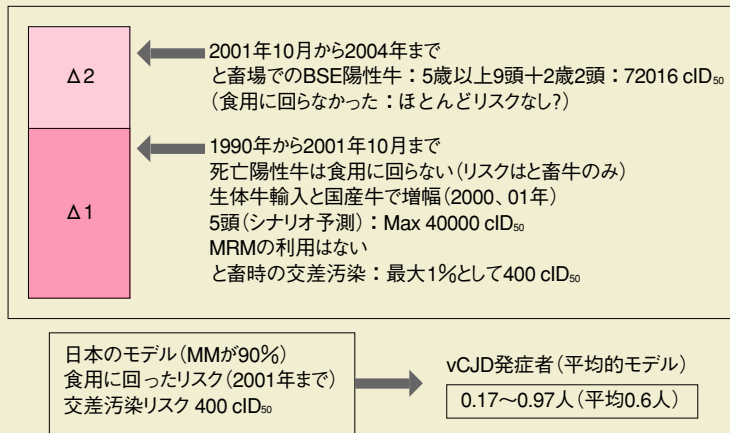 Δ2
2001年10月から2004年まで
と畜場でのBSE陽性牛：5歳以上9頭＋2歳2頭：72016 cID₅₀
（食用に回らなかった：ほとんどリスクなし?）
Δ1
1990年から2001年10月まで
死亡陽性牛は食用に回らない（リスクはと畜牛のみ）
生体牛輸入と国産牛で増幅（2000、01年）
5頭（シナリオ予測）：Max 40000 cID₅₀
MRMの利用はない
と畜時の交差汚染：最大1％として400 cID₅₀
日本のモデル（MMが90％）
食用に回ったリスク（2001年まで）
交差汚染リスク 400 cID₅₀
vCJD発症者（平均的モデル）
0.17〜0.97人（平均0.6人）